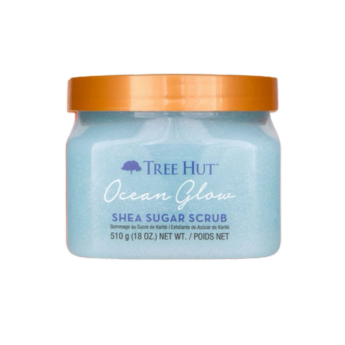 TREE HUT
Ocean Glow
SHEA SUGAR SCRUB
Gommage au Sucre de Karité / Exfoliante de Azúcar de Karité
510 g (18 OZ.) NET WT. / POIDS NET